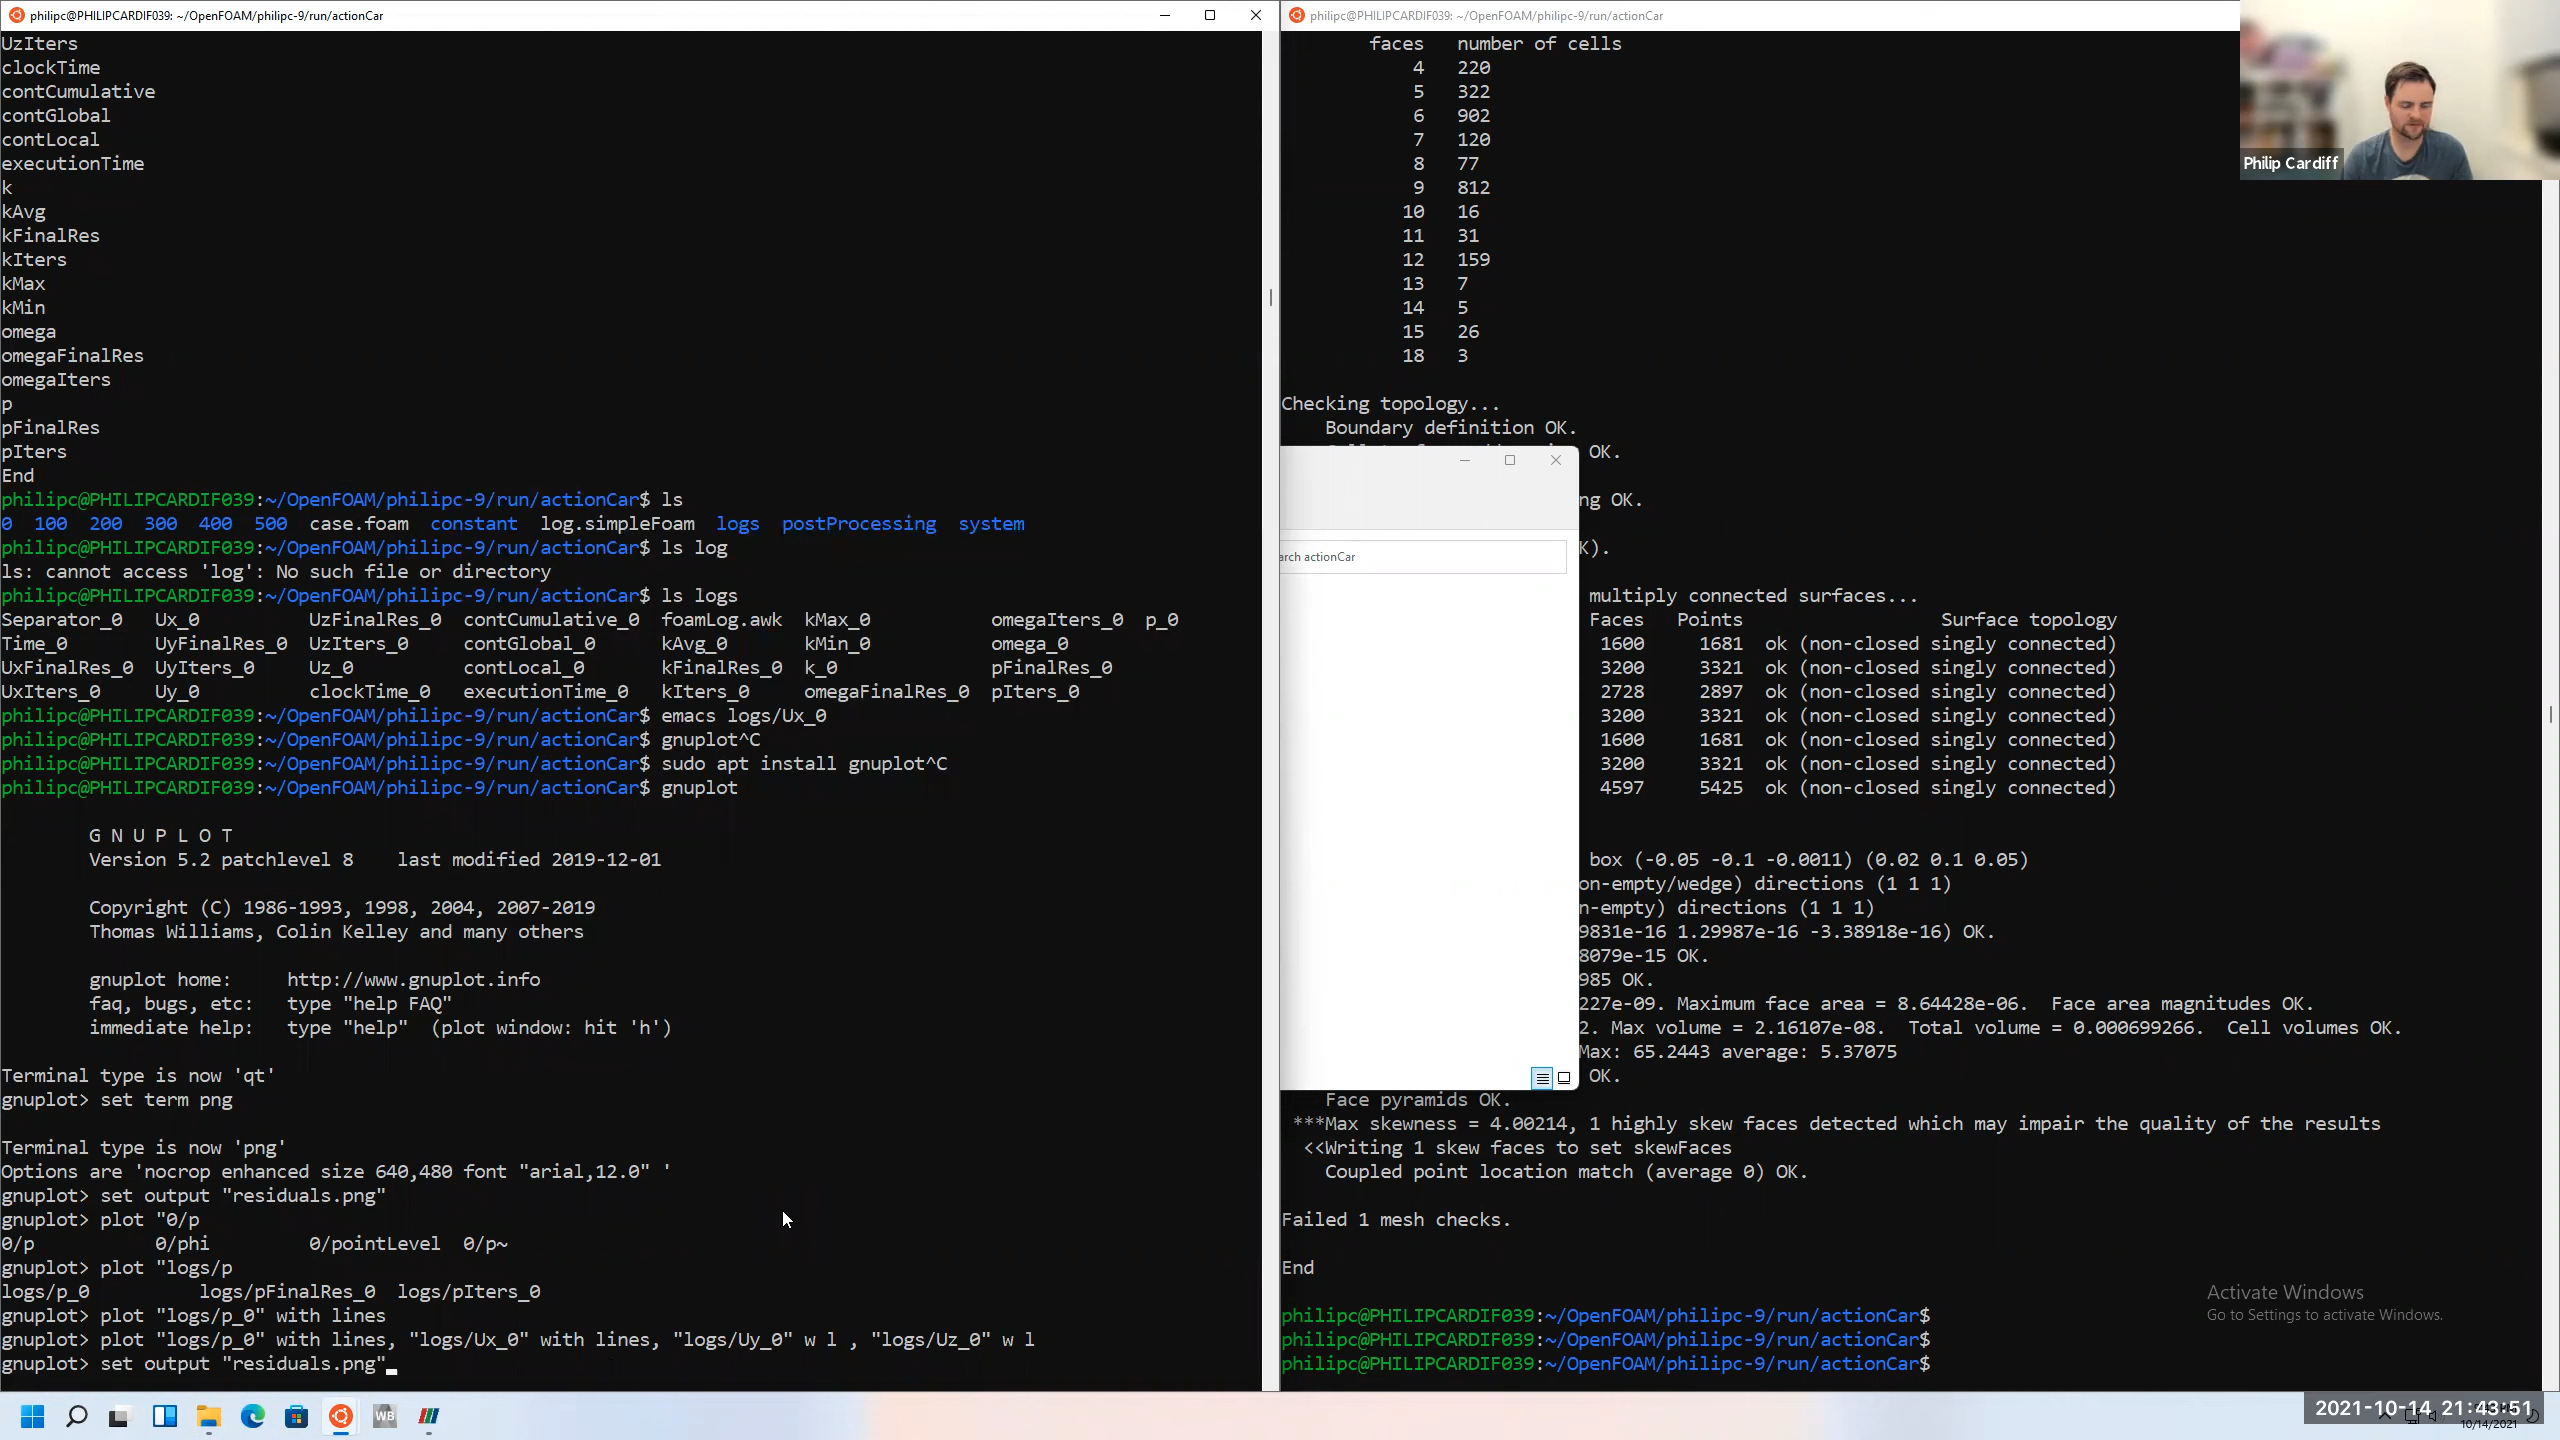 philipc@PHILIPCARDIF039: ~/OpenFOAM/philipc-9/run/actionCar
UzIters
clockTime
contCumulative
contGlobal
contLocal
executionTime
k
kAvg
kFinalRes
kIters
kMax
kMin
omega
omegaFinalRes
omegaIters
p
pFinalRes
pIters
End
philipc@PHILIPCARDIF039:~/OpenFOAM/philipc-9/run/actionCar$ ls
0  100  200  300  400  500  case.foam  constant  log.simpleFoam  logs  postProcessing  system
philipc@PHILIPCARDIF039:~/OpenFOAM/philipc-9/run/actionCar$ ls log
ls: cannot access 'log': No such file or directory
philipc@PHILIPCARDIF039:~/OpenFOAM/philipc-9/run/actionCar$ ls logs
Separator_0  Ux_0  UzFinalRes_0  contCumulative_0  foamLog.awk  kMax_0  omegaIters_0  p_0
Time_0  UyFinalRes_0  UzIters_0  contGlobal_0  kAvg_0  kMin_0  omega_0
UxFinalRes_0  UyIters_0  Uz_0  contLocal_0  kFinalRes_0  k_0  pFinalRes_0
UxIters_0  Uy_0  clockTime_0  executionTime_0  kIters_0  omegaFinalRes_0  pIters_0
philipc@PHILIPCARDIF039:~/OpenFOAM/philipc-9/run/actionCar$ emacs logs/Ux_0
philipc@PHILIPCARDIF039:~/OpenFOAM/philipc-9/run/actionCar$ gnuplot^C
philipc@PHILIPCARDIF039:~/OpenFOAM/philipc-9/run/actionCar$ sudo apt install gnuplot^C
philipc@PHILIPCARDIF039:~/OpenFOAM/philipc-9/run/actionCar$ gnuplot
G N U P L O T
Version 5.2 patchlevel 8    last modified 2019-12-01
Copyright (C) 1986-1993, 1998, 2004, 2007-2019
Thomas Williams, Colin Kelley and many others
gnuplot home:     http://www.gnuplot.info
faq, bugs, etc:   type "help FAQ"
immediate help:   type "help"  (plot window: hit 'h')
Terminal type is now 'qt'
gnuplot> set term png
Terminal type is now 'png'
Options are 'nocrop enhanced size 640,480 font "arial,12.0" '
gnuplot> set output "residuals.png"
gnuplot> plot "0/p
0/p           0/phi         0/pointLevel  0/p~
gnuplot> plot "logs/p
logs/p_0          logs/pFinalRes_0  logs/pIters_0
gnuplot> plot "logs/p_0" with lines
gnuplot> plot "logs/p_0" with lines, "logs/Ux_0" with lines, "logs/Uy_0" w l , "logs/Uz_0" w l
gnuplot> set output "residuals.png"
philipc@PHILIPCARDIF039: ~/OpenFOAM/philipc-9/run/actionCar
faces   number of cells
4   220
5   322
6   902
7   120
8   77
9   812
10   16
11   31
12   159
13   7
14   5
15   26
18   3
Checking topology...
Boundary definition OK.
OK.
ng OK.
K).
multiply connected surfaces...
Faces   Points   Surface topology
1600     1681  ok (non-closed singly connected)
3200     3321  ok (non-closed singly connected)
2728     2897  ok (non-closed singly connected)
3200     3321  ok (non-closed singly connected)
1600     1681  ok (non-closed singly connected)
3200     3321  ok (non-closed singly connected)
4597     5425  ok (non-closed singly connected)
box (-0.05 -0.1 -0.0011) (0.02 0.1 0.05)
on-empty/wedge) directions (1 1 1)
n-empty) directions (1 1 1)
9831e-16 1.29987e-16 -3.38918e-16) OK.
8079e-15 OK.
985 OK.
227e-09. Maximum face area = 8.64428e-06.  Face area magnitudes OK.
2. Max volume = 2.16107e-08.  Total volume = 0.000699266.  Cell volumes OK.
Max: 65.2443 average: 5.37075
OK.
Face pyramids OK.
***Max skewness = 4.00214, 1 highly skew faces detected which may impair the quality of the results
<<Writing 1 skew faces to set skewFaces
Coupled point location match (average 0) OK.
Failed 1 mesh checks.
End
philipc@PHILIPCARDIF039:~/OpenFOAM/philipc-9/run/actionCar$
philipc@PHILIPCARDIF039:~/OpenFOAM/philipc-9/run/actionCar$
philipc@PHILIPCARDIF039:~/OpenFOAM/philipc-9/run/actionCar$
arch actionCar
Philip Cardiff
Activate Windows
Go to Settings to activate Windows.
WB
2021-10-14 21:43:51
10/14/2021